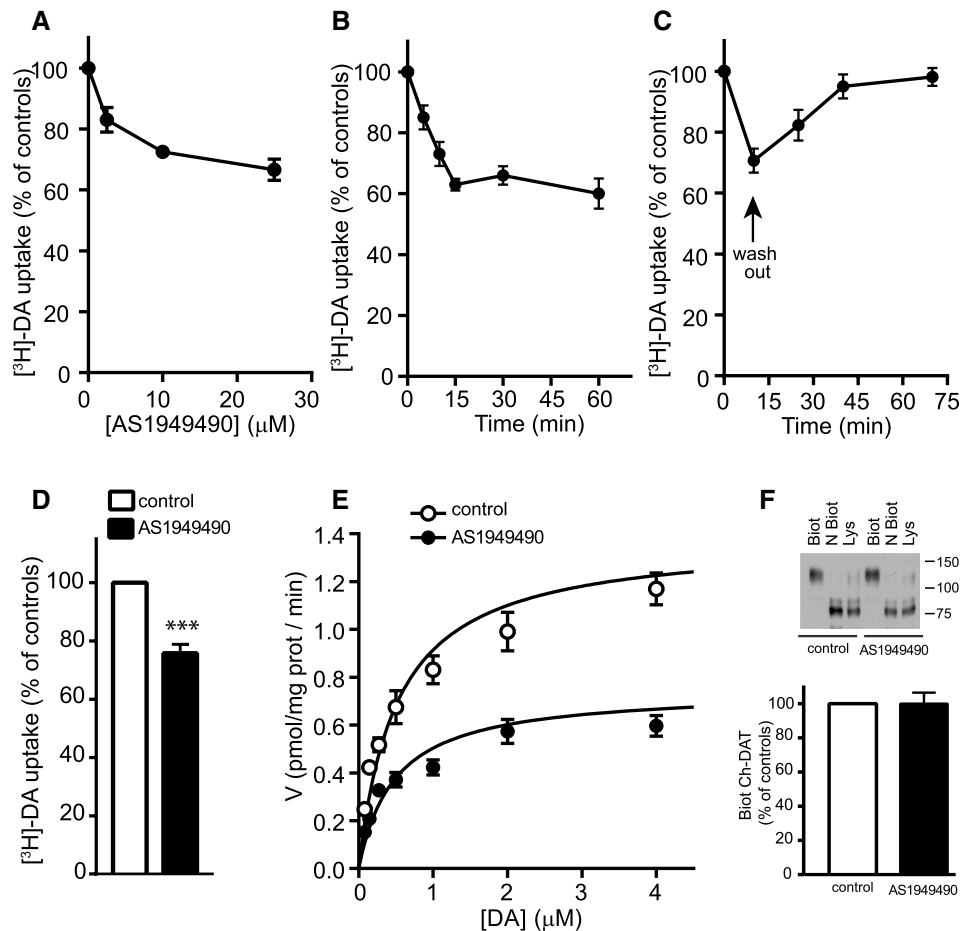 A
[³H]-DA uptake (% of controls)
100
80
60
40
20
0
0 10 20 30
[AS1949490] (µM)
B
[³H]-DA uptake (% of controls)
100
80
60
40
20
0
0 15 30 45 60
Time (min)
C
[³H]-DA uptake (% of controls)
100
80
60
40
20
0
wash
out
0 15 30 45 60 75
Time (min)
D
control
AS1949490
[³H]-DA uptake (% of controls)
100
80
60
40
20
0
***
E
control
AS1949490
V (pmol/mg prot / min)
1.4
1.2
1.0
0.8
0.6
0.4
0.2
0.0
0 1 2 3 4
[DA] (µM)
F
Biot
N Biot
Lys
Biot
N Biot
Lys
150
100
75
control AS1949490
Biot Ch-DAT
(% of controls)
100
80
60
40
20
0
control AS1949490